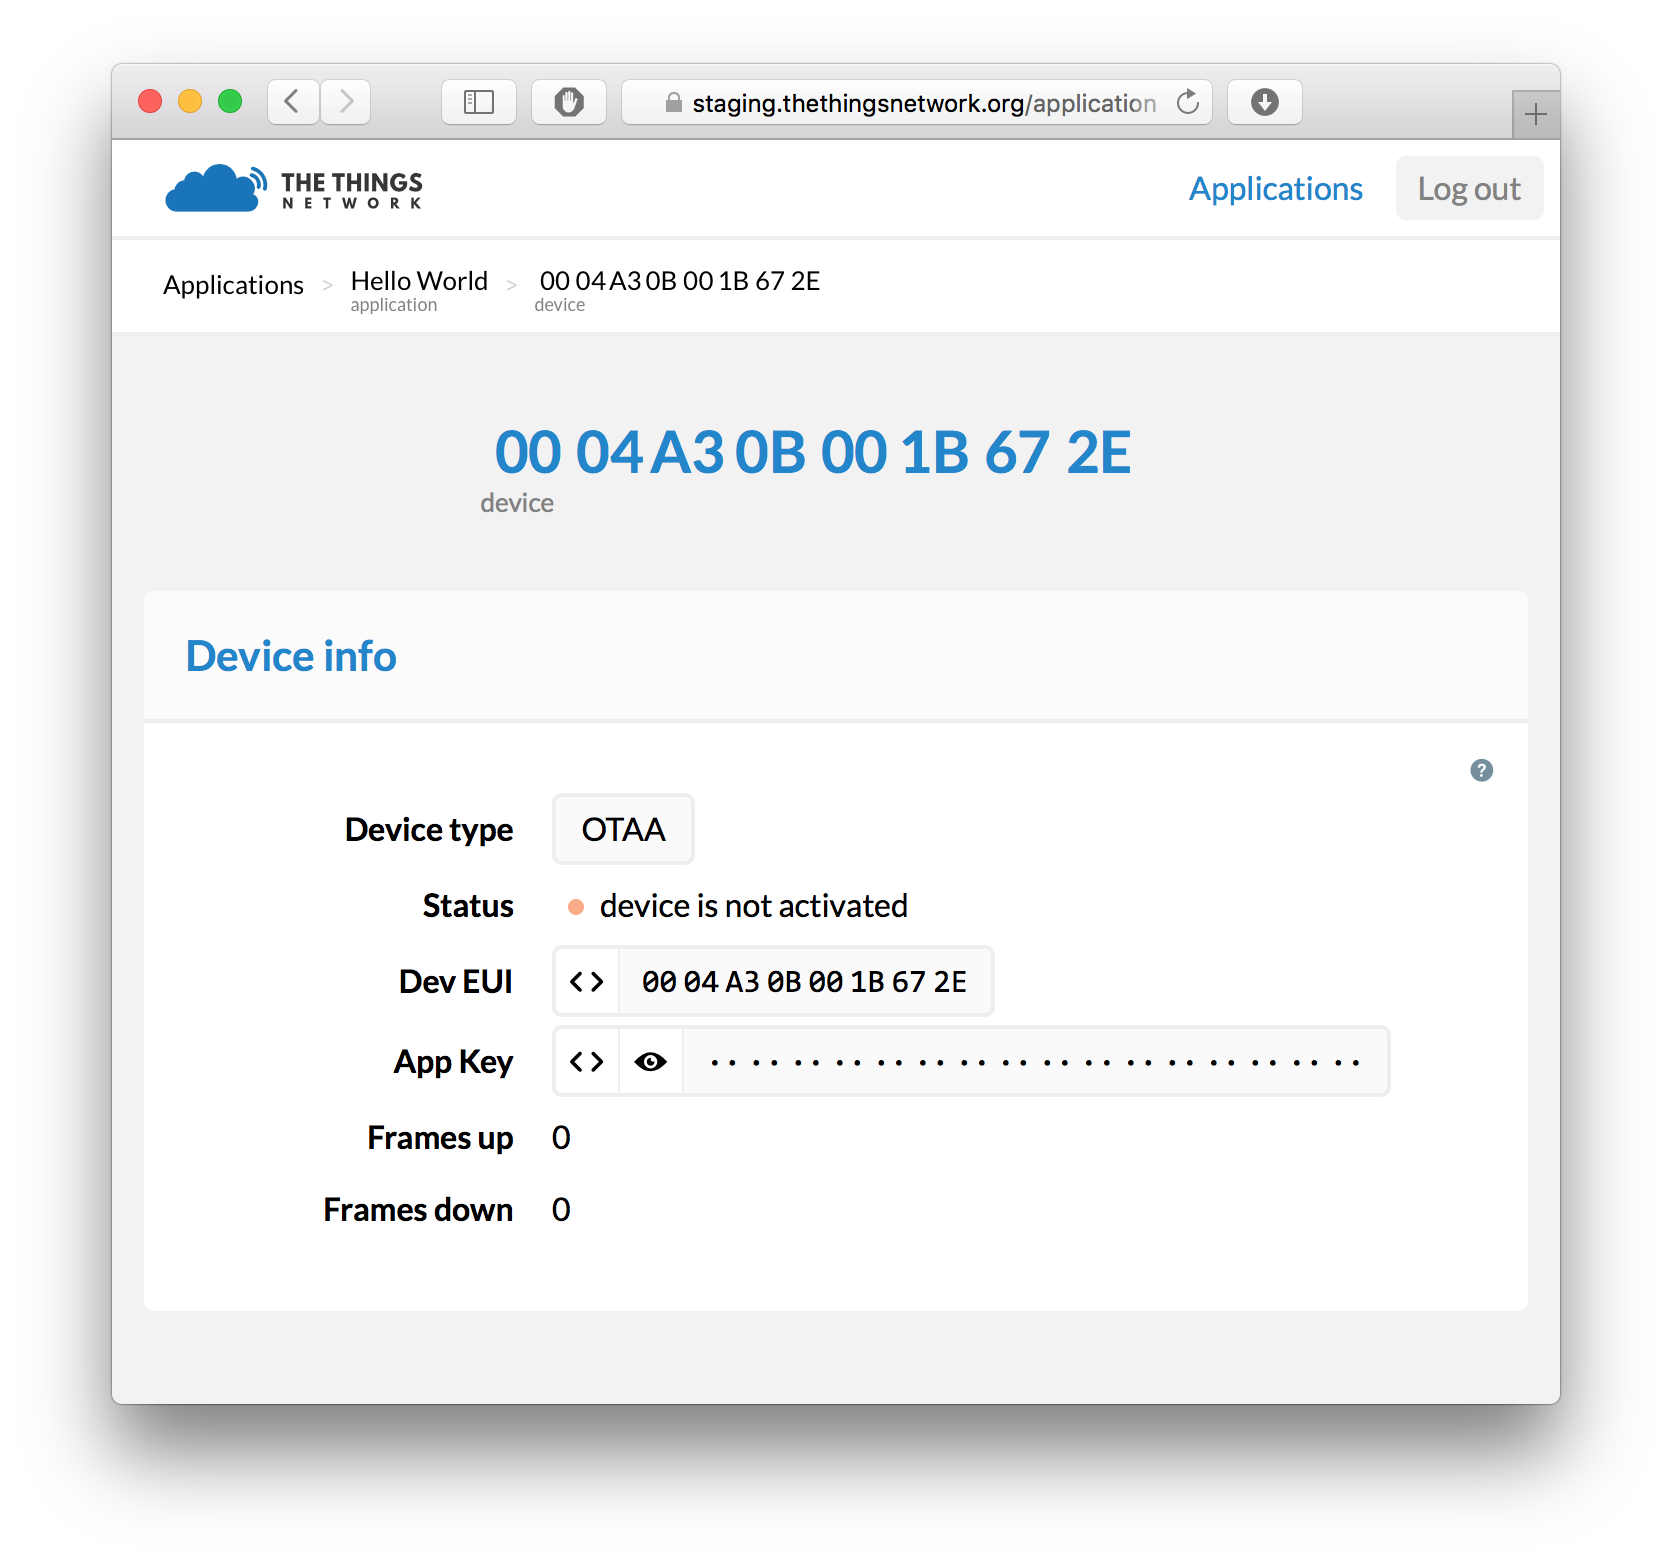 staging.thethingsnetwork.org/application
THE THINGS
NETWORK
Applications
Log out
Applications > Hello World > 00 04 A3 0B 00 1B 67 2E
application device
00 04 A3 0B 00 1B 67 2E
device
Device info
?
Device type OTAA
Status device is not activated
Dev EUI <> 00 04 A3 0B 00 1B 67 2E
App Key <> ································
Frames up 0
Frames down 0